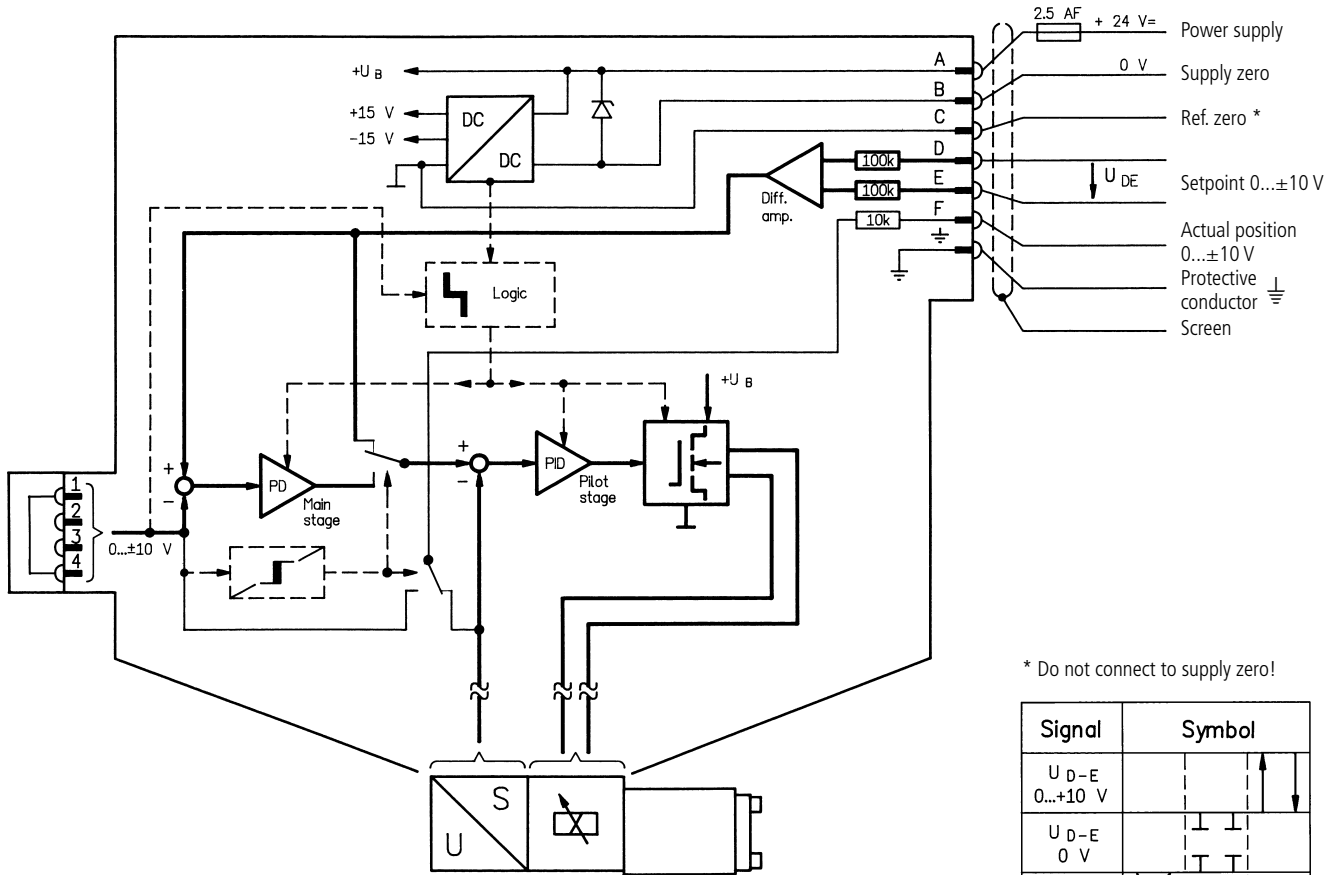 2.5 AF
+ 24 V=
Power supply
0 V
Supply zero
Ref. zero *
U DE
Setpoint 0...±10 V
Actual position
0...±10 V
Protective
conductor
Screen
A
B
C
D
E
F
+U B
+15 V
-15 V
DC
DC
100k
100k
10k
Diff.
amp.
Logic
+U B
+
-
PD
Main
stage
+
-
PID
Pilot
stage
1
2
3
4
0...±10 V
S
U
* Do not connect to supply zero!
Signal
Symbol
U D-E
0...+10 V
U D-E
0 V